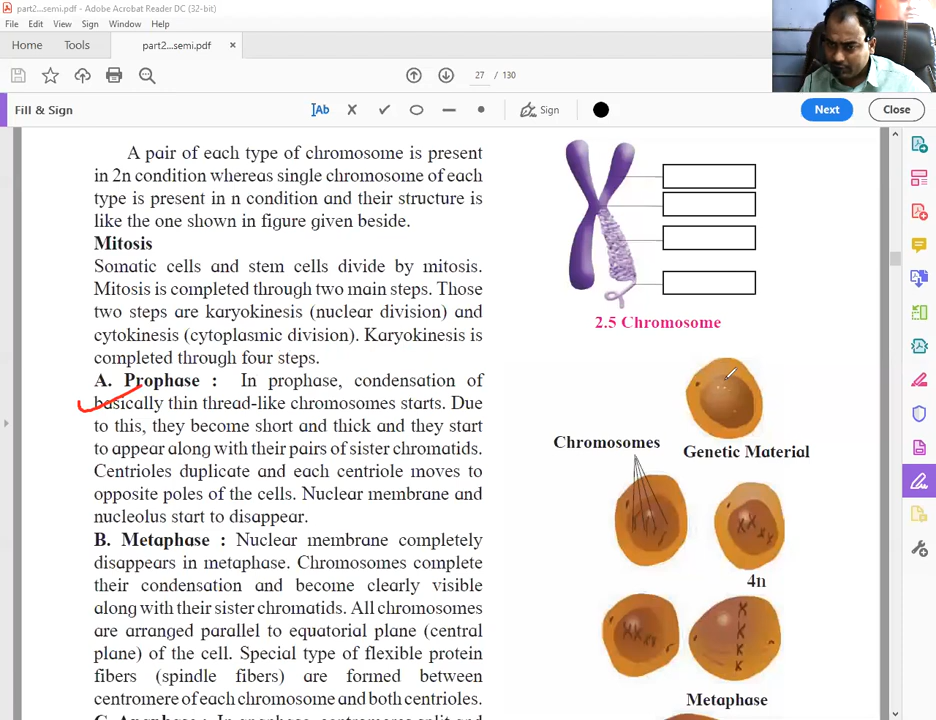 part2...semi.pdf - Adobe Acrobat Reader DC (32-bit)
File Edit View Sign Window Help
Home Tools part2...semi.pdf ×
27 / 130
Fill & Sign
Ab Sign Next Close
A pair of each type of chromosome is present
in 2n condition whereas single chromosome of each
type is present in n condition and their structure is
like the one shown in figure given beside.
Mitosis
Somatic cells and stem cells divide by mitosis.
Mitosis is completed through two main steps. Those
two steps are karyokinesis (nuclear division) and
cytokinesis (cytoplasmic division). Karyokinesis is
completed through four steps.
A. Prophase : In prophase, condensation of
basically thin thread-like chromosomes starts. Due
to this, they become short and thick and they start
to appear along with their pairs of sister chromatids.
Centrioles duplicate and each centriole moves to
opposite poles of the cells. Nuclear membrane and
nucleolus start to disappear.
B. Metaphase : Nuclear membrane completely
disappears in metaphase. Chromosomes complete
their condensation and become clearly visible
along with their sister chromatids. All chromosomes
are arranged parallel to equatorial plane (central
plane) of the cell. Special type of flexible protein
fibers (spindle fibers) are formed between
centromere of each chromosome and both centrioles.
C. Anaphase : In anaphase, centromeres split and
2.5 Chromosome
Genetic Material
Chromosomes
4n
Metaphase